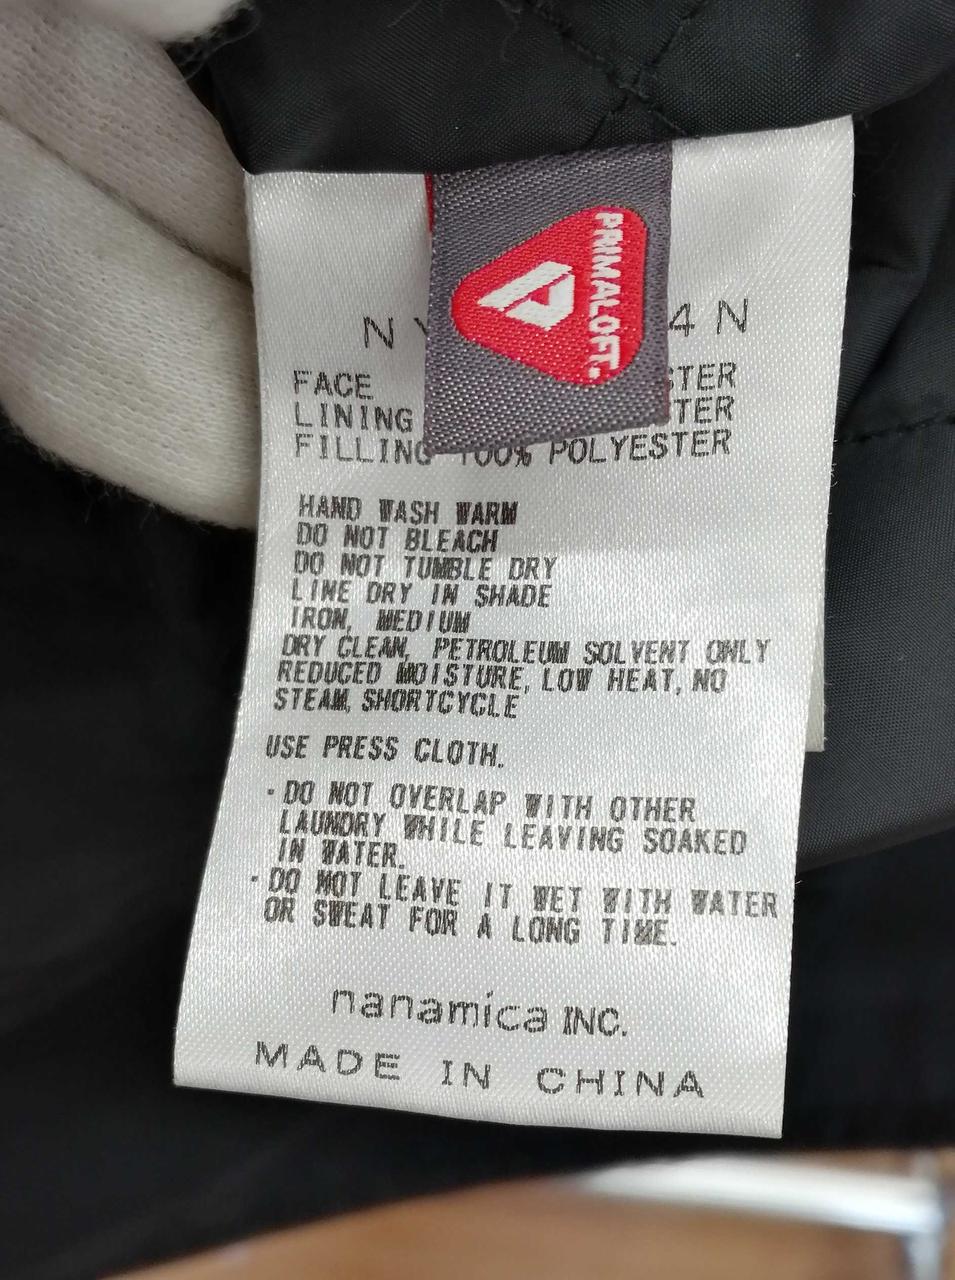 PRIMALOFT.
4N
FACE
LINING
FILLING 100% POLYESTER
HAND WASH WARM
DO NOT BLEACH
DO NOT TUMBLE DRY
LINE DRY IN SHADE
IRON, MEDIUM
DRY CLEAN, PETROLEUM SOLVENT ONLY
REDUCED MOISTURE, LOW HEAT, NO
STEAM, SHORTCYCLE
USE PRESS CLOTH.
・DO NOT OVERLAP WITH OTHER
LAUNDRY WHILE LEAVING SOAKED
IN WATER.
・DO NOT LEAVE IT WET WITH WATER
OR SWEAT FOR A LONG TIME.
nanamica INC.
MADE IN CHINA